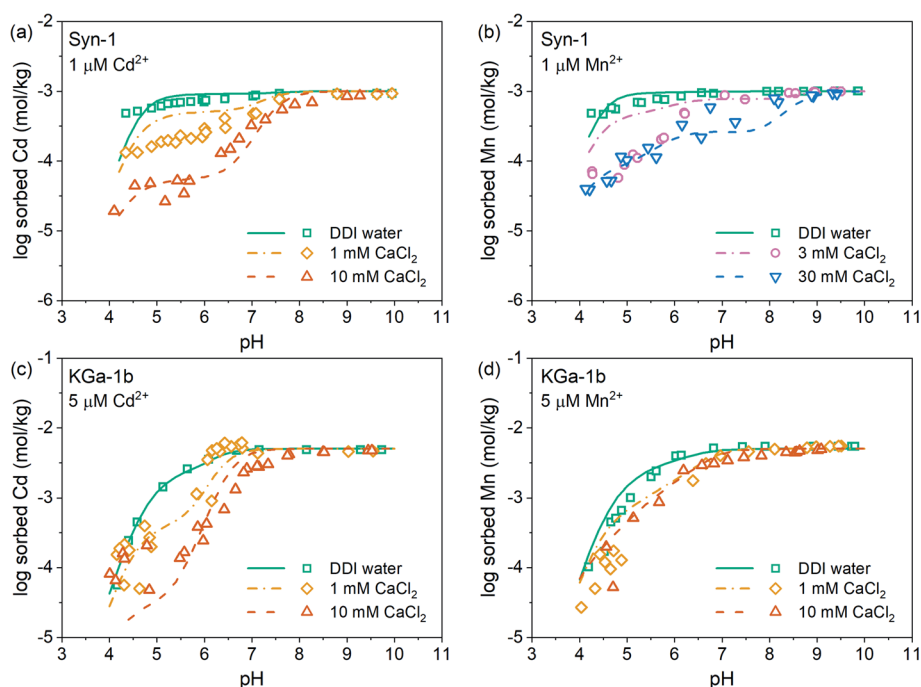 (a)
Syn-1
1 μM Cd²⁺
log sorbed Cd (mol/kg)
-2
-3
-4
-5
-6
DDI water
1 mM CaCl₂
10 mM CaCl₂
3 4 5 6 7 8 9 10 11
pH
(b)
Syn-1
1 μM Mn²⁺
log sorbed Mn (mol/kg)
-2
-3
-4
-5
-6
DDI water
3 mM CaCl₂
30 mM CaCl₂
3 4 5 6 7 8 9 10 11
pH
(c)
KGa-1b
5 μM Cd²⁺
log sorbed Cd (mol/kg)
-1
-2
-3
-4
-5
DDI water
1 mM CaCl₂
10 mM CaCl₂
3 4 5 6 7 8 9 10 11
pH
(d)
KGa-1b
5 μM Mn²⁺
log sorbed Mn (mol/kg)
-1
-2
-3
-4
-5
DDI water
1 mM CaCl₂
10 mM CaCl₂
3 4 5 6 7 8 9 10 11
pH